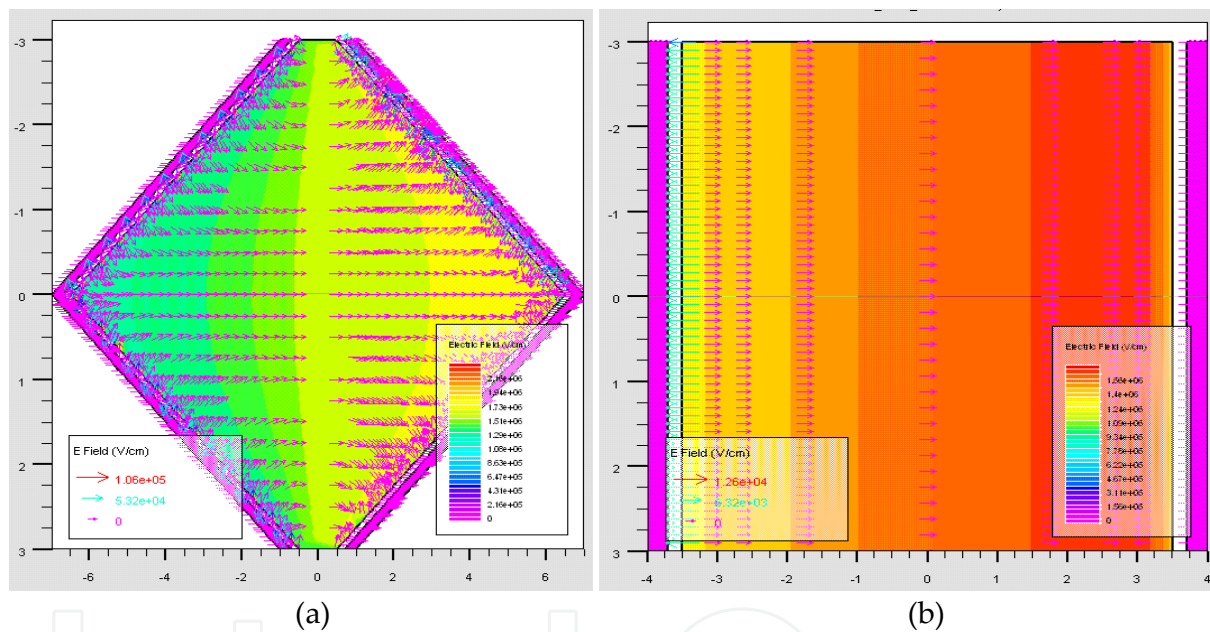 -3
-2
-1
0
1
2
3
-6
-4
-2
0
2
4
6
E Field (V/cm)
1.06e+05
5.32e+04
0
Electric Field (V/cm)
2.16e+06
1.94e+06
1.73e+06
1.51e+06
1.29e+06
1.08e+06
8.63e+05
6.47e+05
4.31e+05
2.16e+05
0
(a)
-3
-2
-1
0
1
2
3
-4
-3
-2
-1
0
1
2
3
4
E Field (V/cm)
1.26e+04
6.32e+03
0
Electric Field (V/cm)
1.56e+06
1.4e+06
1.24e+06
1.09e+06
9.34e+05
7.78e+05
6.22e+05
4.67e+05
3.11e+05
1.56e+05
0
(b)